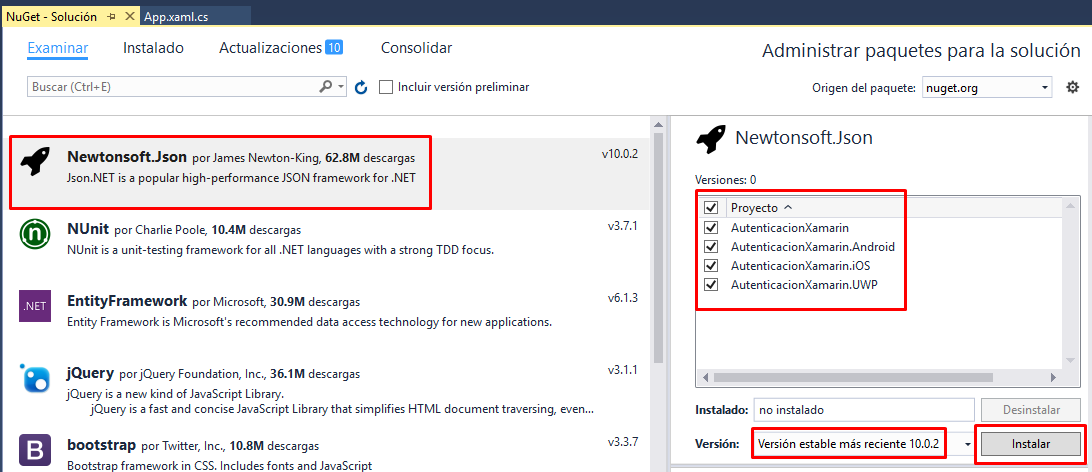 NuGet - Solución
App.xaml.cs
Examinar
Instalado
Actualizaciones 10
Consolidar
Administrar paquetes para la solución
Buscar (Ctrl+E)
Incluir versión preliminar
Origen del paquete: nuget.org
Newtonsoft.Json por James Newton-King, 62.8M descargas
v10.0.2
Json.NET is a popular high-performance JSON framework for .NET
NUnit por Charlie Poole, 10.4M descargas
v3.7.1
NUnit is a unit-testing framework for all .NET languages with a strong TDD focus.
.NET
EntityFramework por Microsoft, 30.9M descargas
v6.1.3
Entity Framework is Microsoft's recommended data access technology for new applications.
jQuery por jQuery Foundation, Inc., 36.1M descargas
v3.1.1
jQuery is a new kind of JavaScript Library.
jQuery is a fast and concise JavaScript Library that simplifies HTML document traversing, even...
B
bootstrap por Twitter, Inc., 10.8M descargas
v3.3.7
Bootstrap framework in CSS. Includes fonts and JavaScript
Newtonsoft.Json
Versiones: 0
Proyecto
AutenticacionXamarin
AutenticacionXamarin.Android
AutenticacionXamarin.iOS
AutenticacionXamarin.UWP
Instalado: no instalado
Desinstalar
Versión: Versión estable más reciente 10.0.2
Instalar